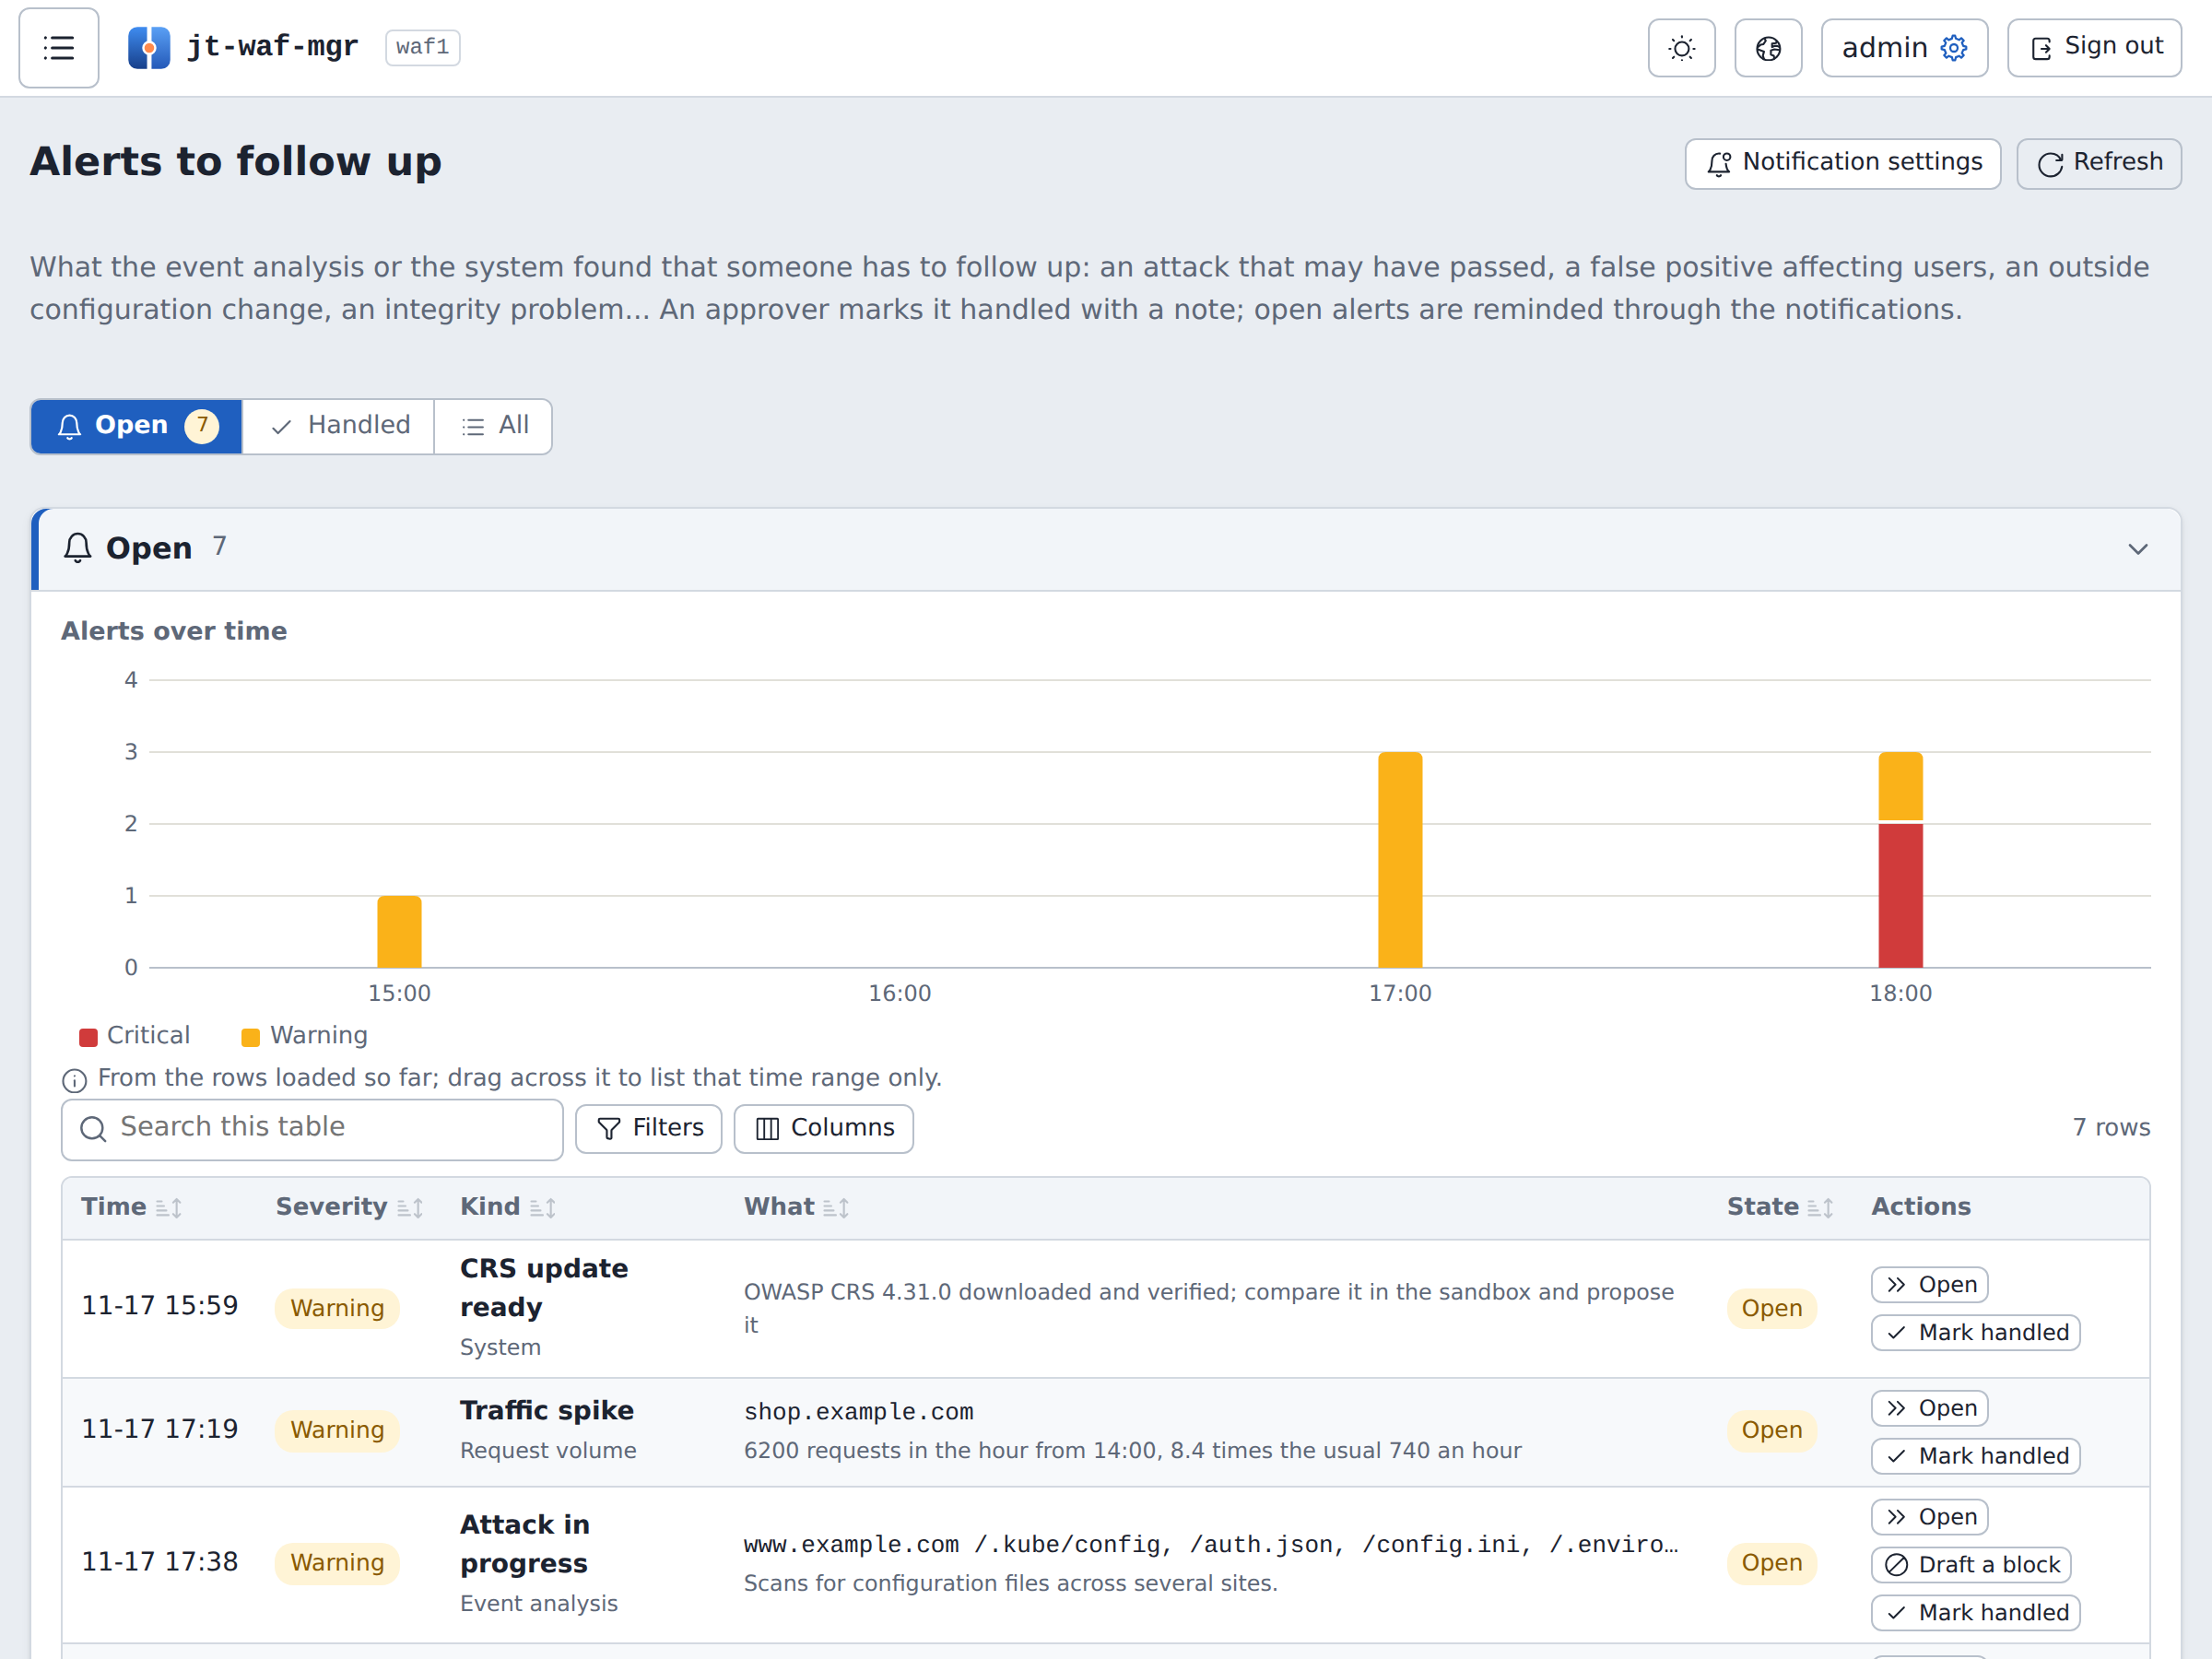 jt-waf-mgr waf1 admin Sign out
Alerts to follow up
Notification settings Refresh
What the event analysis or the system found that someone has to follow up: an attack that may have passed, a false positive affecting users, an outside
configuration change, an integrity problem... An approver marks it handled with a note; open alerts are reminded through the notifications.
Open 7 Handled All
Open 7
Alerts over time
4
3
2
1
0
15:00 16:00 17:00 18:00
Critical Warning
From the rows loaded so far; drag across it to list that time range only.
Search this table Filters Columns 7 rows
Time Severity Kind What State Actions
11-17 15:59 Warning
CRS update
ready
System
OWASP CRS 4.31.0 downloaded and verified; compare it in the sandbox and propose
it
Open
Open
Mark handled
11-17 17:19 Warning
Traffic spike
Request volume
shop.example.com
6200 requests in the hour from 14:00, 8.4 times the usual 740 an hour
Open
Open
Mark handled
11-17 17:38 Warning
Attack in
progress
Event analysis
www.example.com /.kube/config, /auth.json, /config.ini, /.enviro…
Scans for configuration files across several sites.
Open
Open
Draft a block
Mark handled